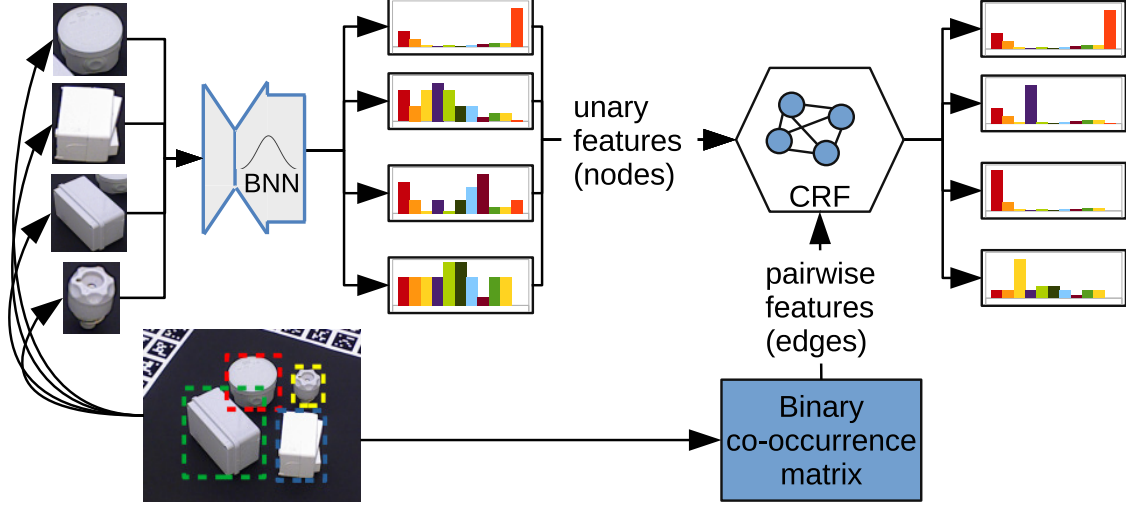 BNN
unary
features
(nodes)
CRF
pairwise
features
(edges)
Binary
co-occurrence
matrix